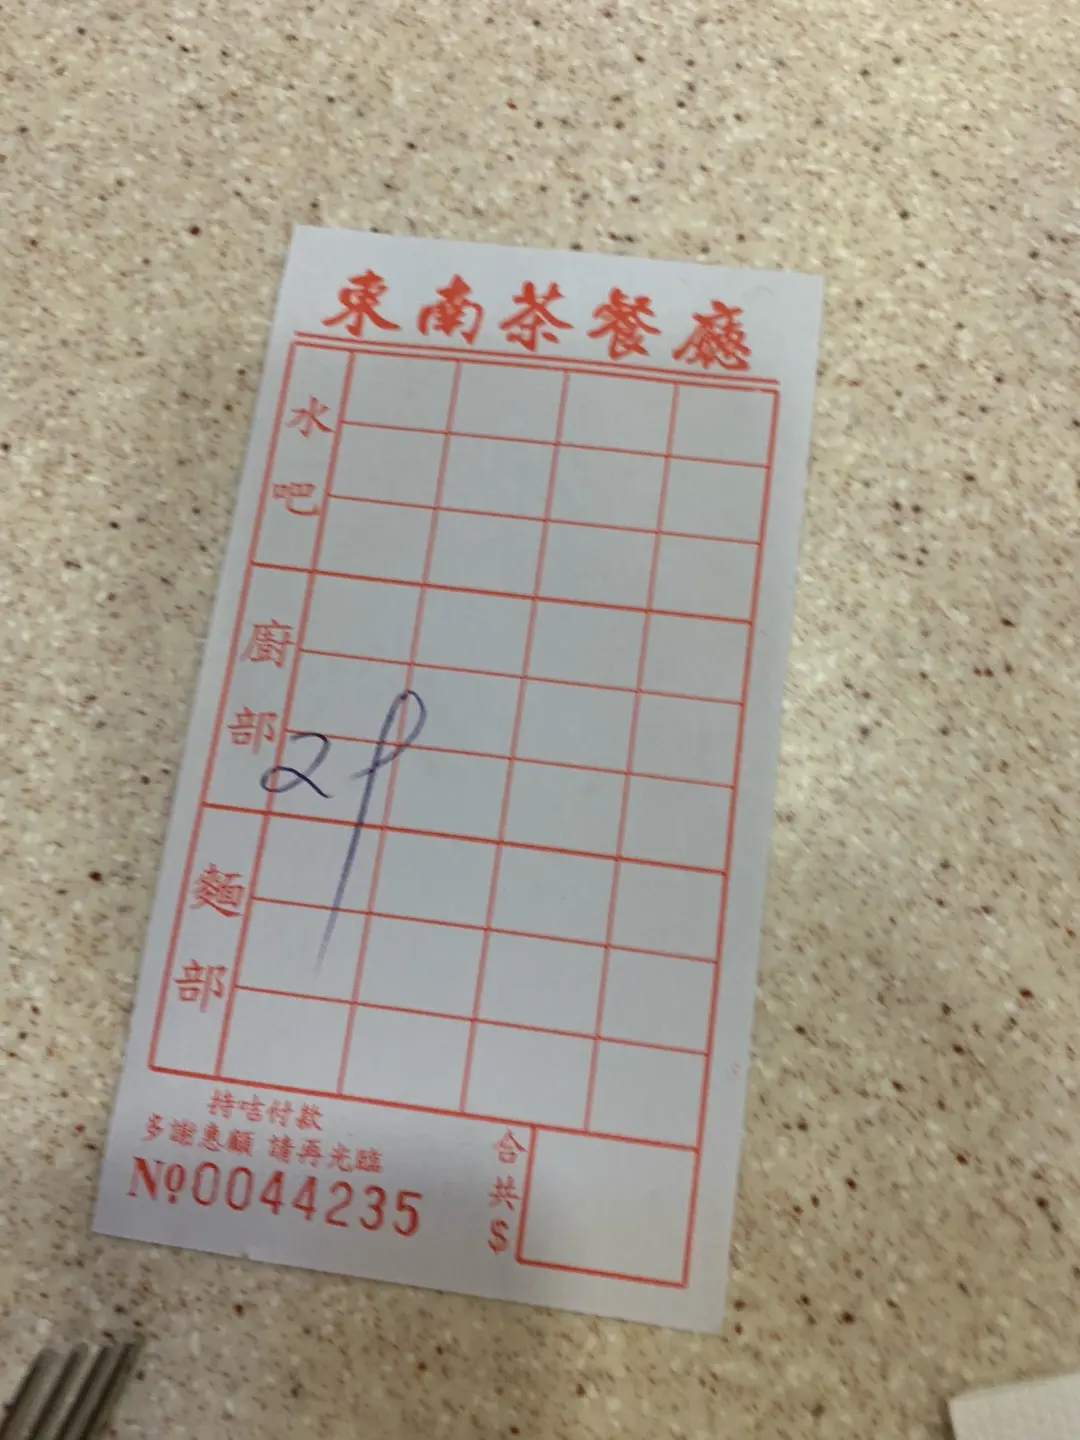 東南茶餐廳
水吧
廚部
2P
麵部
持咭付款
多謝惠顧 請再光臨
合共$
Nº0044235